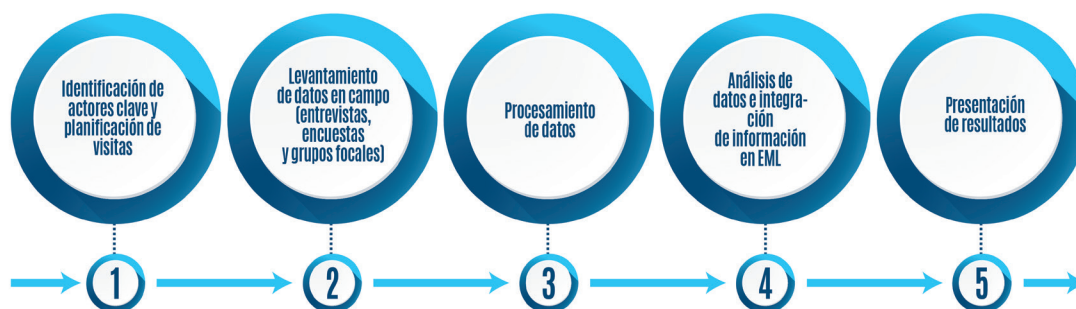 Identificación de
actores clave y
planificación de
visitas
Levantamiento
de datos en campo
(entrevistas,
encuestas
y grupos focales)
Procesamiento
de datos
Análisis de
datos e integra-
ción
de información
en EML
Presentación
de resultados
1
2
3
4
5